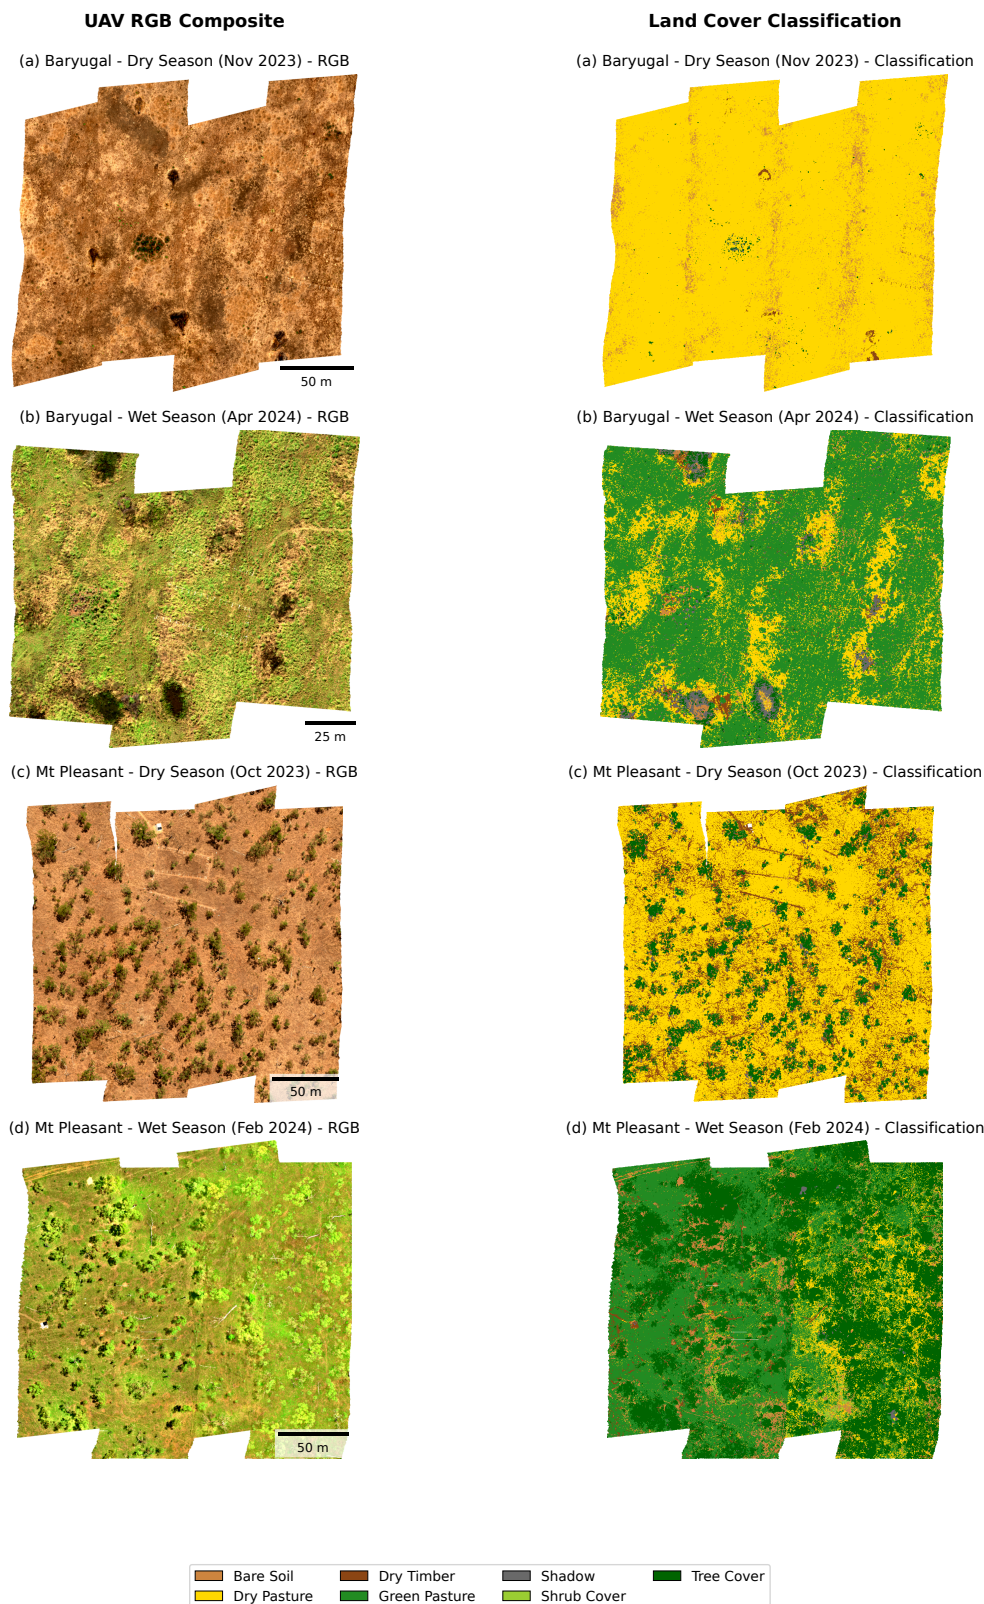 UAV RGB Composite
Land Cover Classification
(a) Baryugal - Dry Season (Nov 2023) - RGB
(a) Baryugal - Dry Season (Nov 2023) - Classification
50 m
(b) Baryugal - Wet Season (Apr 2024) - RGB
(b) Baryugal - Wet Season (Apr 2024) - Classification
25 m
(c) Mt Pleasant - Dry Season (Oct 2023) - RGB
(c) Mt Pleasant - Dry Season (Oct 2023) - Classification
50 m
(d) Mt Pleasant - Wet Season (Feb 2024) - RGB
(d) Mt Pleasant - Wet Season (Feb 2024) - Classification
50 m
Bare Soil
Dry Timber
Shadow
Tree Cover
Dry Pasture
Green Pasture
Shrub Cover